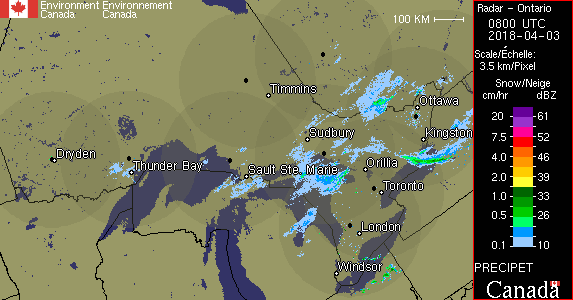 Environment Environnement
Canada Canada
100 KM
Timmins
Ottawa
Sudbury
Kingston
Dryden
Thunder Bay
Sault Ste. Marie
Orillia
Toronto
London
Windsor
Radar - Ontario
0800 UTC
2018-04-03
Scale/Échelle:
3.5 km/Pixel
Snow/Neige
cm/hr dBZ
20 61
7.5 52
4.0 46
2.0 39
1.0 33
0.5 26
0.1 10
PRECIPET
Canada